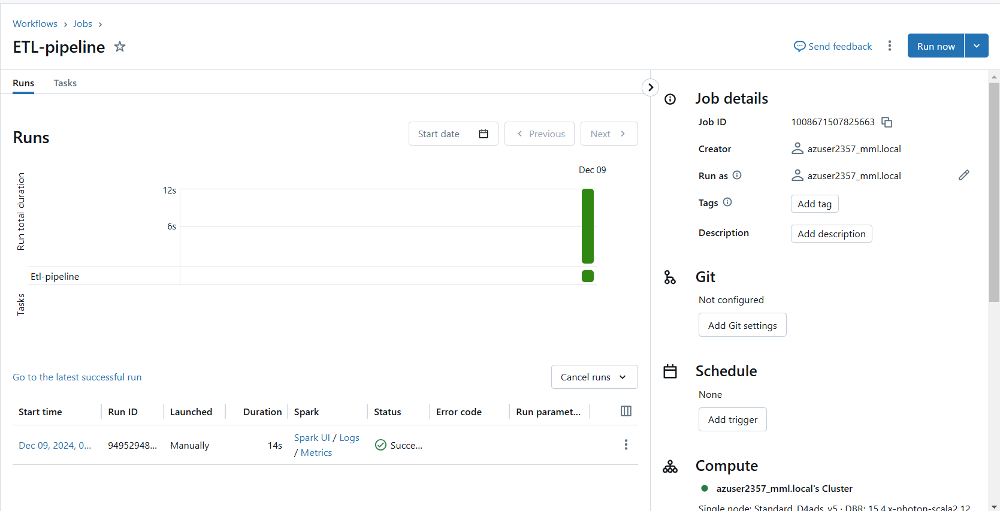 Workflows > Jobs >
ETL-pipeline
Send feedback
Run now
Runs
Tasks
Runs
Start date
Previous
Next
Dec 09
Run total duration
12s
6s
Etl-pipeline
Tasks
Go to the latest successful run
Cancel runs
Start time Run ID Launched Duration Spark Status Error code Run paramet...
Dec 09, 2024, 0... 94952948... Manually 14s Spark UI / Logs Succe...
/ Metrics
Job details
Job ID 1008671507825663
Creator azuser2357_mml.local
Run as azuser2357_mml.local
Tags Add tag
Description Add description
Git
Not configured
Add Git settings
Schedule
None
Add trigger
Compute
azuser2357_mml.local's Cluster
Single node: Standard_D4ads_v5 · DBR: 15.4.x-photon-scala2.12